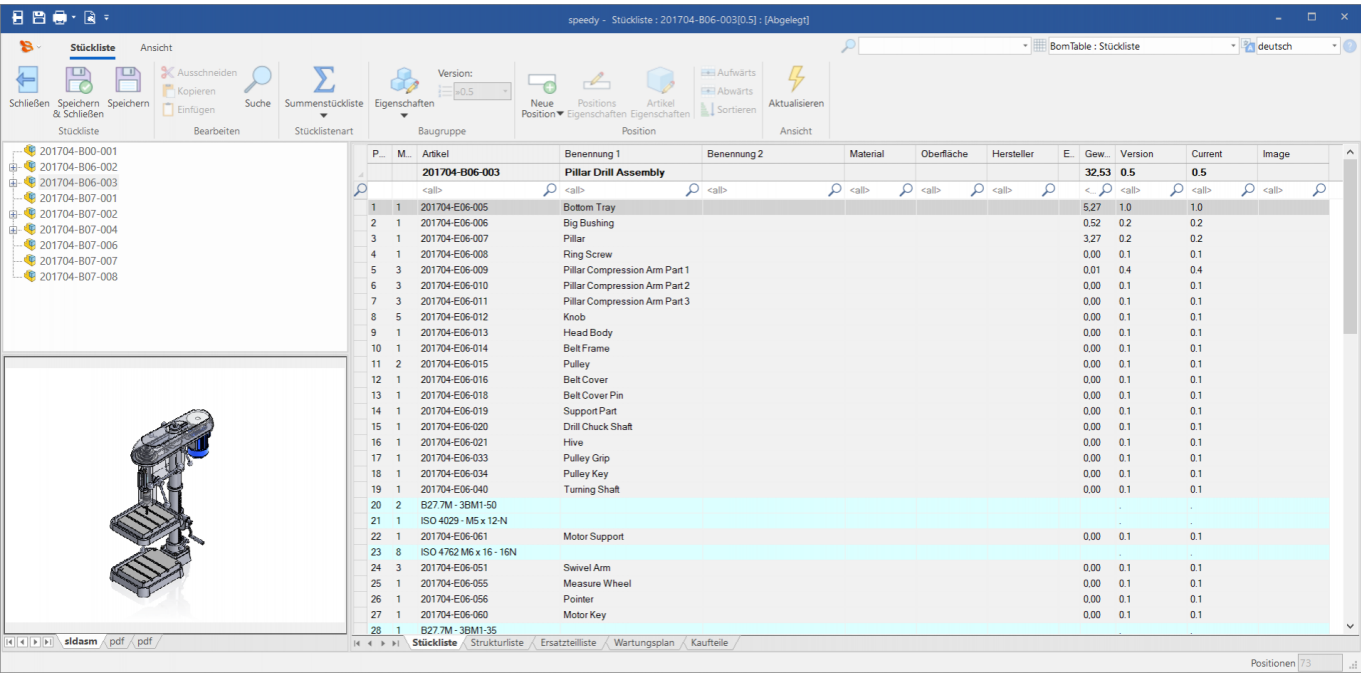 speedy - Stückliste : 201704-B06-003[0.5] : [Abgelegt]
Stückliste Ansicht
BomTable : Stückliste deutsch
Schließen Speichern & Schließen Speichern
Ausschneiden
Kopieren
Einfügen
Suche
Summenstückliste
Eigenschaften
Version:
»0.5
Neue Position
Positions Eigenschaften
Artikel Eigenschaften
Aufwärts
Abwärts
Sortieren
Aktualisieren
Stückliste Bearbeiten Stücklistenart Baugruppe Position Ansicht
201704-B00-001
201704-B06-002
201704-B06-003
201704-B07-001
201704-B07-002
201704-B07-004
201704-B07-006
201704-B07-007
201704-B07-008
sldasm pdf pdf
P... M... Artikel Benennung 1 Benennung 2 Material Oberfläche Hersteller E... Gew... Version Current Image
201704-B06-003 Pillar Drill Assembly 32,53 0.5 0.5
<all> <all> <all> <all> <all> <all> <... <all> <all> <all>
1 1 201704-E06-005 Bottom Tray 5,27 1.0 1.0
2 1 201704-E06-006 Big Bushing 0,52 0.2 0.2
3 1 201704-E06-007 Pillar 3,27 0.2 0.2
4 1 201704-E06-008 Ring Screw 0,00 0.1 0.1
5 3 201704-E06-009 Pillar Compression Arm Part 1 0,01 0.4 0.4
6 3 201704-E06-010 Pillar Compression Arm Part 2 0,00 0.1 0.1
7 3 201704-E06-011 Pillar Compression Arm Part 3 0,00 0.1 0.1
8 5 201704-E06-012 Knob 0,00 0.1 0.1
9 1 201704-E06-013 Head Body 0,00 0.1 0.1
10 1 201704-E06-014 Belt Frame 0,00 0.1 0.1
11 2 201704-E06-015 Pulley 0,00 0.1 0.1
12 1 201704-E06-016 Belt Cover 0,00 0.1 0.1
13 1 201704-E06-018 Belt Cover Pin 0,00 0.1 0.1
14 1 201704-E06-019 Support Part 0,00 0.1 0.1
15 1 201704-E06-020 Drill Chuck Shaft 0,00 0.1 0.1
16 1 201704-E06-021 Hive 0,00 0.1 0.1
17 1 201704-E06-033 Pulley Grip 0,00 0.1 0.1
18 1 201704-E06-034 Pulley Key 0,00 0.1 0.1
19 1 201704-E06-040 Turning Shaft 0,00 0.1 0.1
20 2 B27.7M - 3BM1-50 . .
21 1 ISO 4029 - M5 x 12-N . .
22 1 201704-E06-061 Motor Support 0,00 0.1 0.1
23 8 ISO 4762 M6 x 16 - 16N . .
24 3 201704-E06-051 Swivel Arm 0,00 0.1 0.1
25 1 201704-E06-055 Measure Wheel 0,00 0.1 0.1
26 1 201704-E06-056 Pointer 0,00 0.1 0.1
27 1 201704-E06-060 Motor Key 0,00 0.1 0.1
28 1 B27.7M - 3BM1-35 . .
Stückliste Strukturliste Ersatzteilliste Wartungsplan Kaufteile
Positionen 73